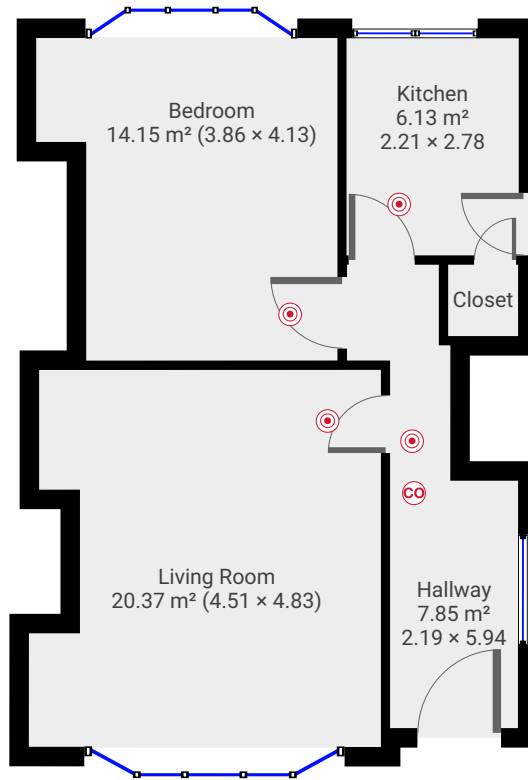 Bedroom
14.15 m² (3.86 × 4.13)
Kitchen
6.13 m²
2.21 × 2.78
Closet
CO
Living Room
20.37 m² (4.51 × 4.83)
Hallway
7.85 m²
2.19 × 5.94